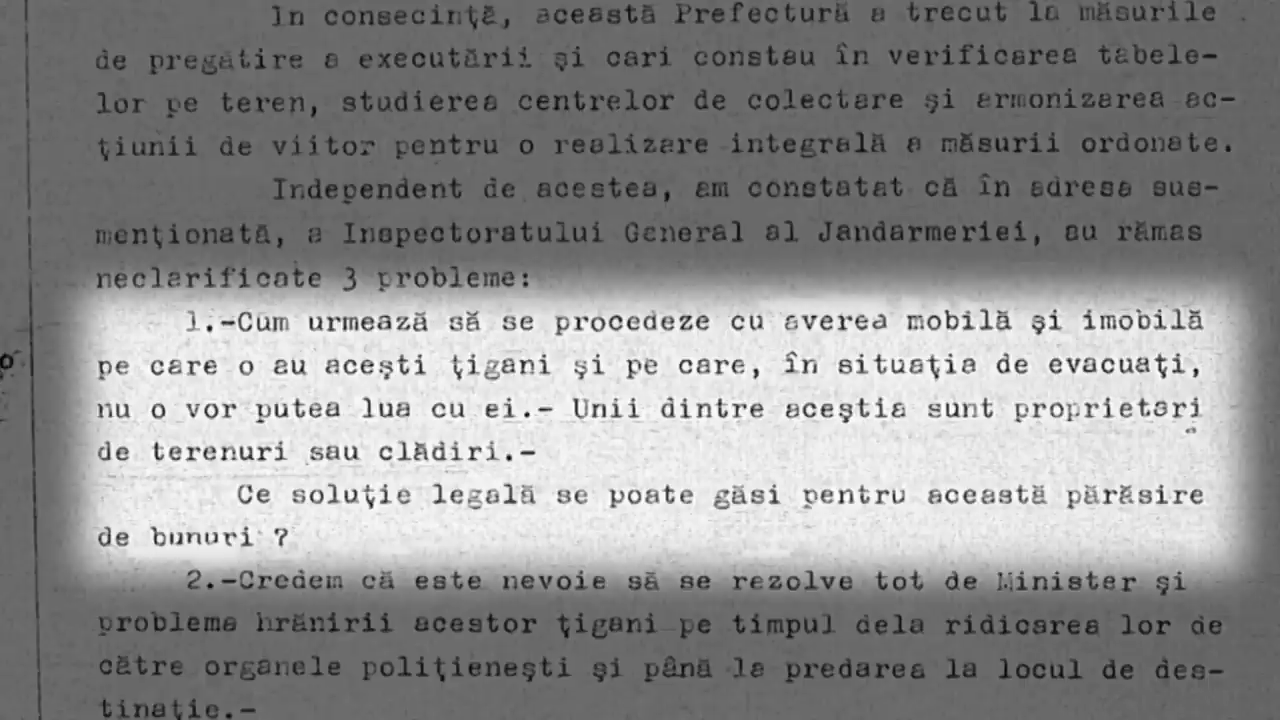 In consecinţă, această Prefectură a trecut la măsurile
de pregătire a executării şi cari constau în verificarea tabele-
lor pe teren, studierea centrelor de colectare şi armonizarea ac-
ţiunii de viitor pentru o realizare integrală a măsurii ordonate.
Independent de acestea, am constatat că în adresa sus-
menţionată, a Inspectoratului General al Jandarmeriei, au rămas
neclarificate 3 probleme:
1.-Cum urmează să se procedeze cu averea mobilă şi imobilă
pe care o au aceşti ţigani şi pe care, în situaţia de evacuaţi,
nu o vor putea lua cu ei.- Unii dintre aceştia sunt proprietari
de terenuri sau clădiri.-
Ce soluţie legală se poate găsi pentru această părăsire
de bunuri ?
2.-Credem că este nevoie să se rezolve tot de Minister şi
problema hrănirii acestor ţigani pe timpul dela ridicarea lor de
către organele poliţieneşti şi până la predarea la locul de des-
tinaţie.-